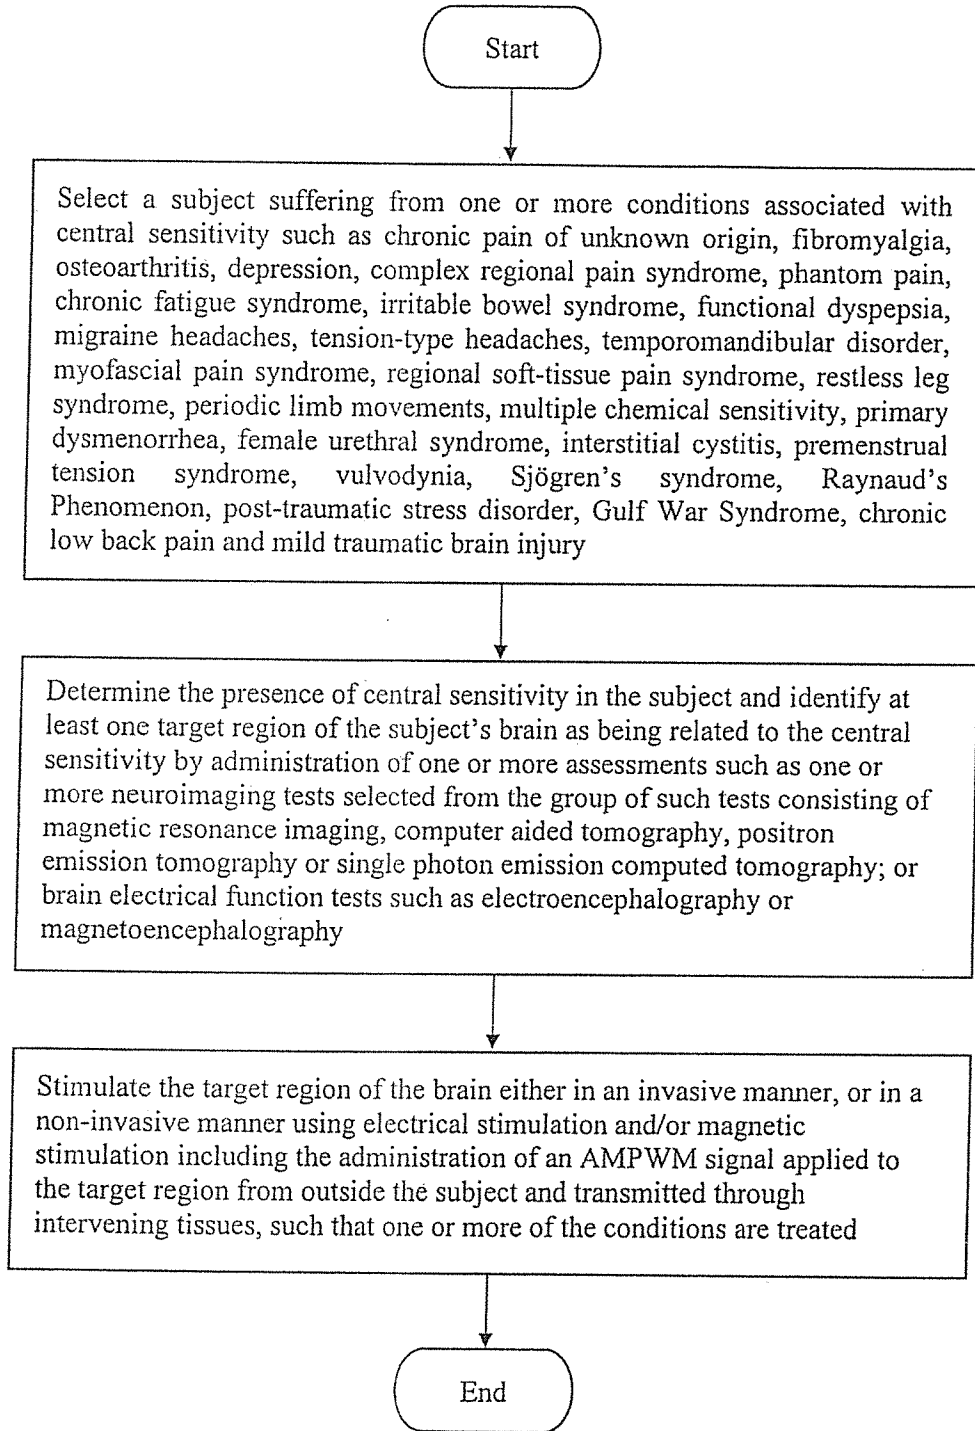 Start
Select a subject suffering from one or more conditions associated with
central sensitivity such as chronic pain of unknown origin, fibromyalgia,
osteoarthritis, depression, complex regional pain syndrome, phantom pain,
chronic fatigue syndrome, irritable bowel syndrome, functional dyspepsia,
migraine headaches, tension-type headaches, temporomandibular disorder,
myofascial pain syndrome, regional soft-tissue pain syndrome, restless leg
syndrome, periodic limb movements, multiple chemical sensitivity, primary
dysmenorrhea, female urethral syndrome, interstitial cystitis, premenstrual
tension syndrome, vulvodynia, Sjögren's syndrome, Raynaud's
Phenomenon, post-traumatic stress disorder, Gulf War Syndrome, chronic
low back pain and mild traumatic brain injury
Determine the presence of central sensitivity in the subject and identify at
least one target region of the subject's brain as being related to the central
sensitivity by administration of one or more assessments such as one or
more neuroimaging tests selected from the group of such tests consisting of
magnetic resonance imaging, computer aided tomography, positron
emission tomography or single photon emission computed tomography; or
brain electrical function tests such as electroencephalography or
magnetoencephalography
Stimulate the target region of the brain either in an invasive manner, or in a
non-invasive manner using electrical stimulation and/or magnetic
stimulation including the administration of an AMPWM signal applied to
the target region from outside the subject and transmitted through
intervening tissues, such that one or more of the conditions are treated
End